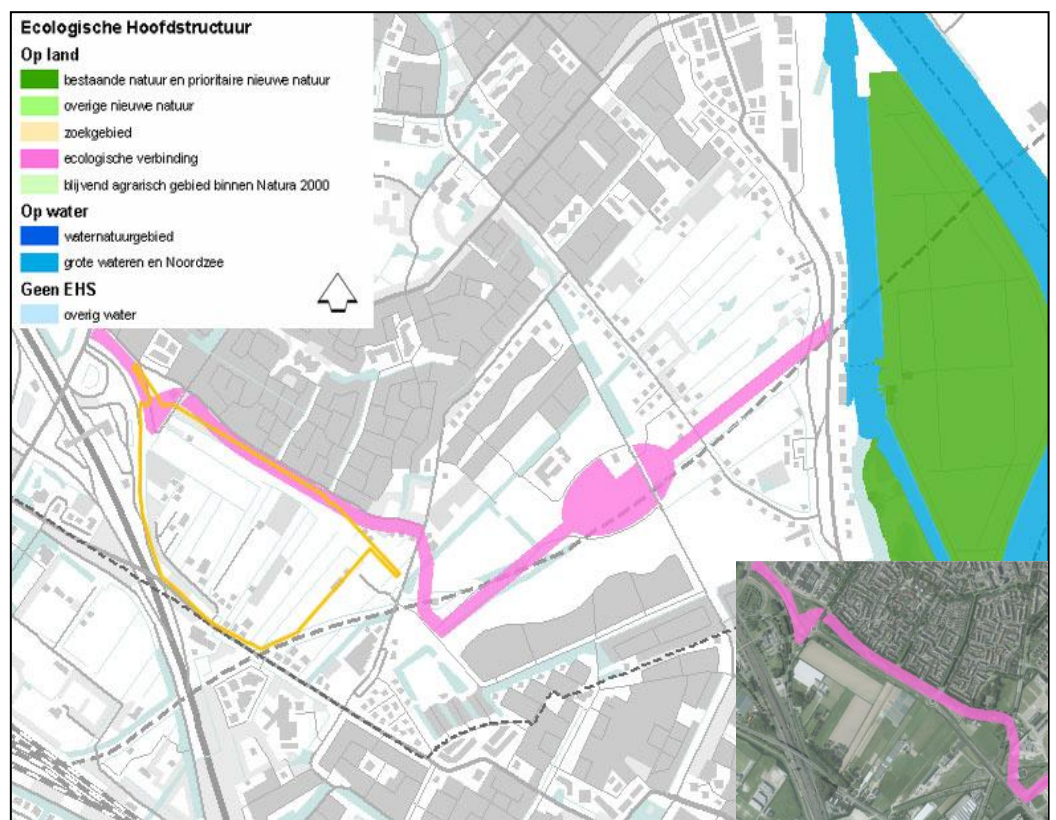 Ecologische Hoofdstructuur
Op land
bestaande natuur en prioritaire nieuwe natuur
overige nieuwe natuur
zoekgebied
ecologische verbinding
blijvend agrarisch gebied binnen Natura 2000
Op water
waternatuurgebied
grote wateren en Noordzee
Geen EHS
overig water